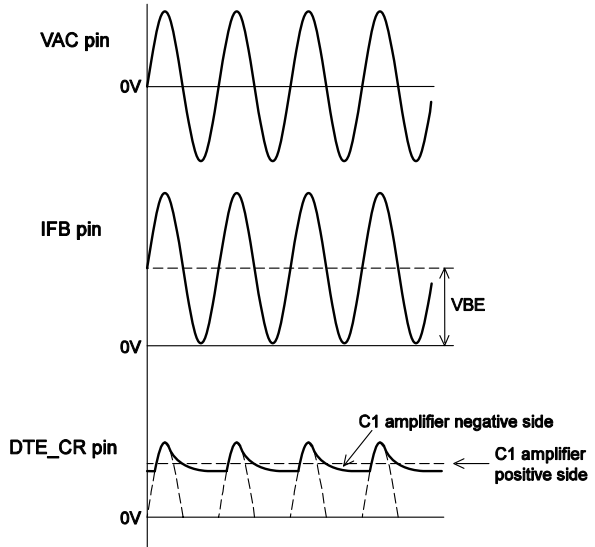 VAC pin
0V
IFB pin
VBE
0V
C1 amplifier negative side
DTE_CR pin
C1 amplifier
positive side
0V